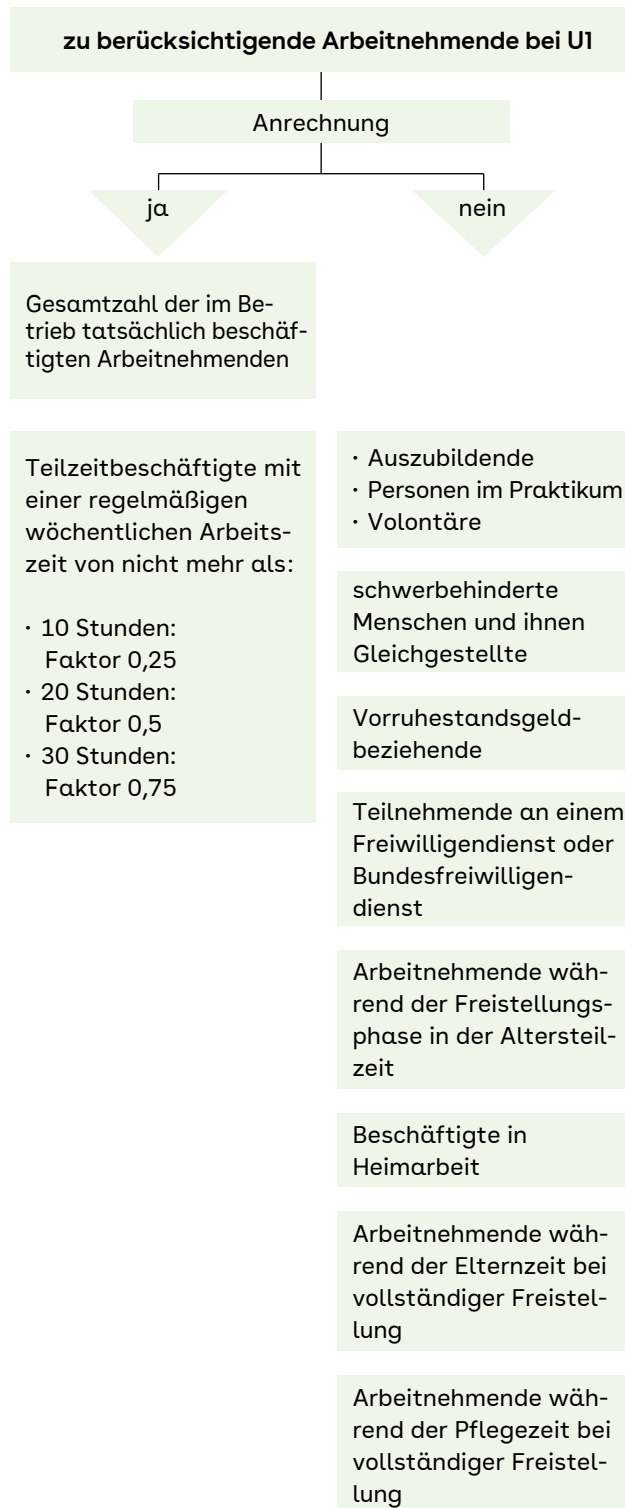 zu berücksichtigende Arbeitnehmende bei U1
Anrechnung
ja
nein
Gesamtzahl der im Be-
trieb tatsächlich beschäf-
tigten Arbeitnehmenden
Teilzeitbeschäftigte mit
einer regelmäßigen
wöchentlichen Arbeits-
zeit von nicht mehr als:
· 10 Stunden:
Faktor 0,25
· 20 Stunden:
Faktor 0,5
· 30 Stunden:
Faktor 0,75
· Auszubildende
· Personen im Praktikum
· Volontäre
schwerbehinderte
Menschen und ihnen
Gleichgestellte
Vorruhestandsgeld-
beziehende
Teilnehmende an einem
Freiwilligendienst oder
Bundesfreiwilligen-
dienst
Arbeitnehmende wäh-
rend der Freistellungs-
phase in der Altersteil-
zeit
Beschäftigte in
Heimarbeit
Arbeitnehmende wäh-
rend der Elternzeit bei
vollständiger Freistel-
lung
Arbeitnehmende wäh-
rend der Pflegezeit bei
vollständiger Freistel-
lung